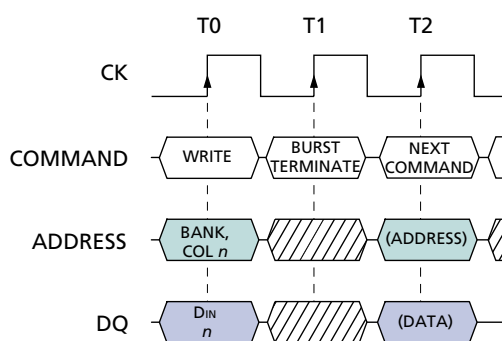 T0 T1 T2
CK
COMMAND WRITE BURST TERMINATE NEXT COMMAND
ADDRESS BANK, COL n (ADDRESS)
DQ DIN n (DATA)